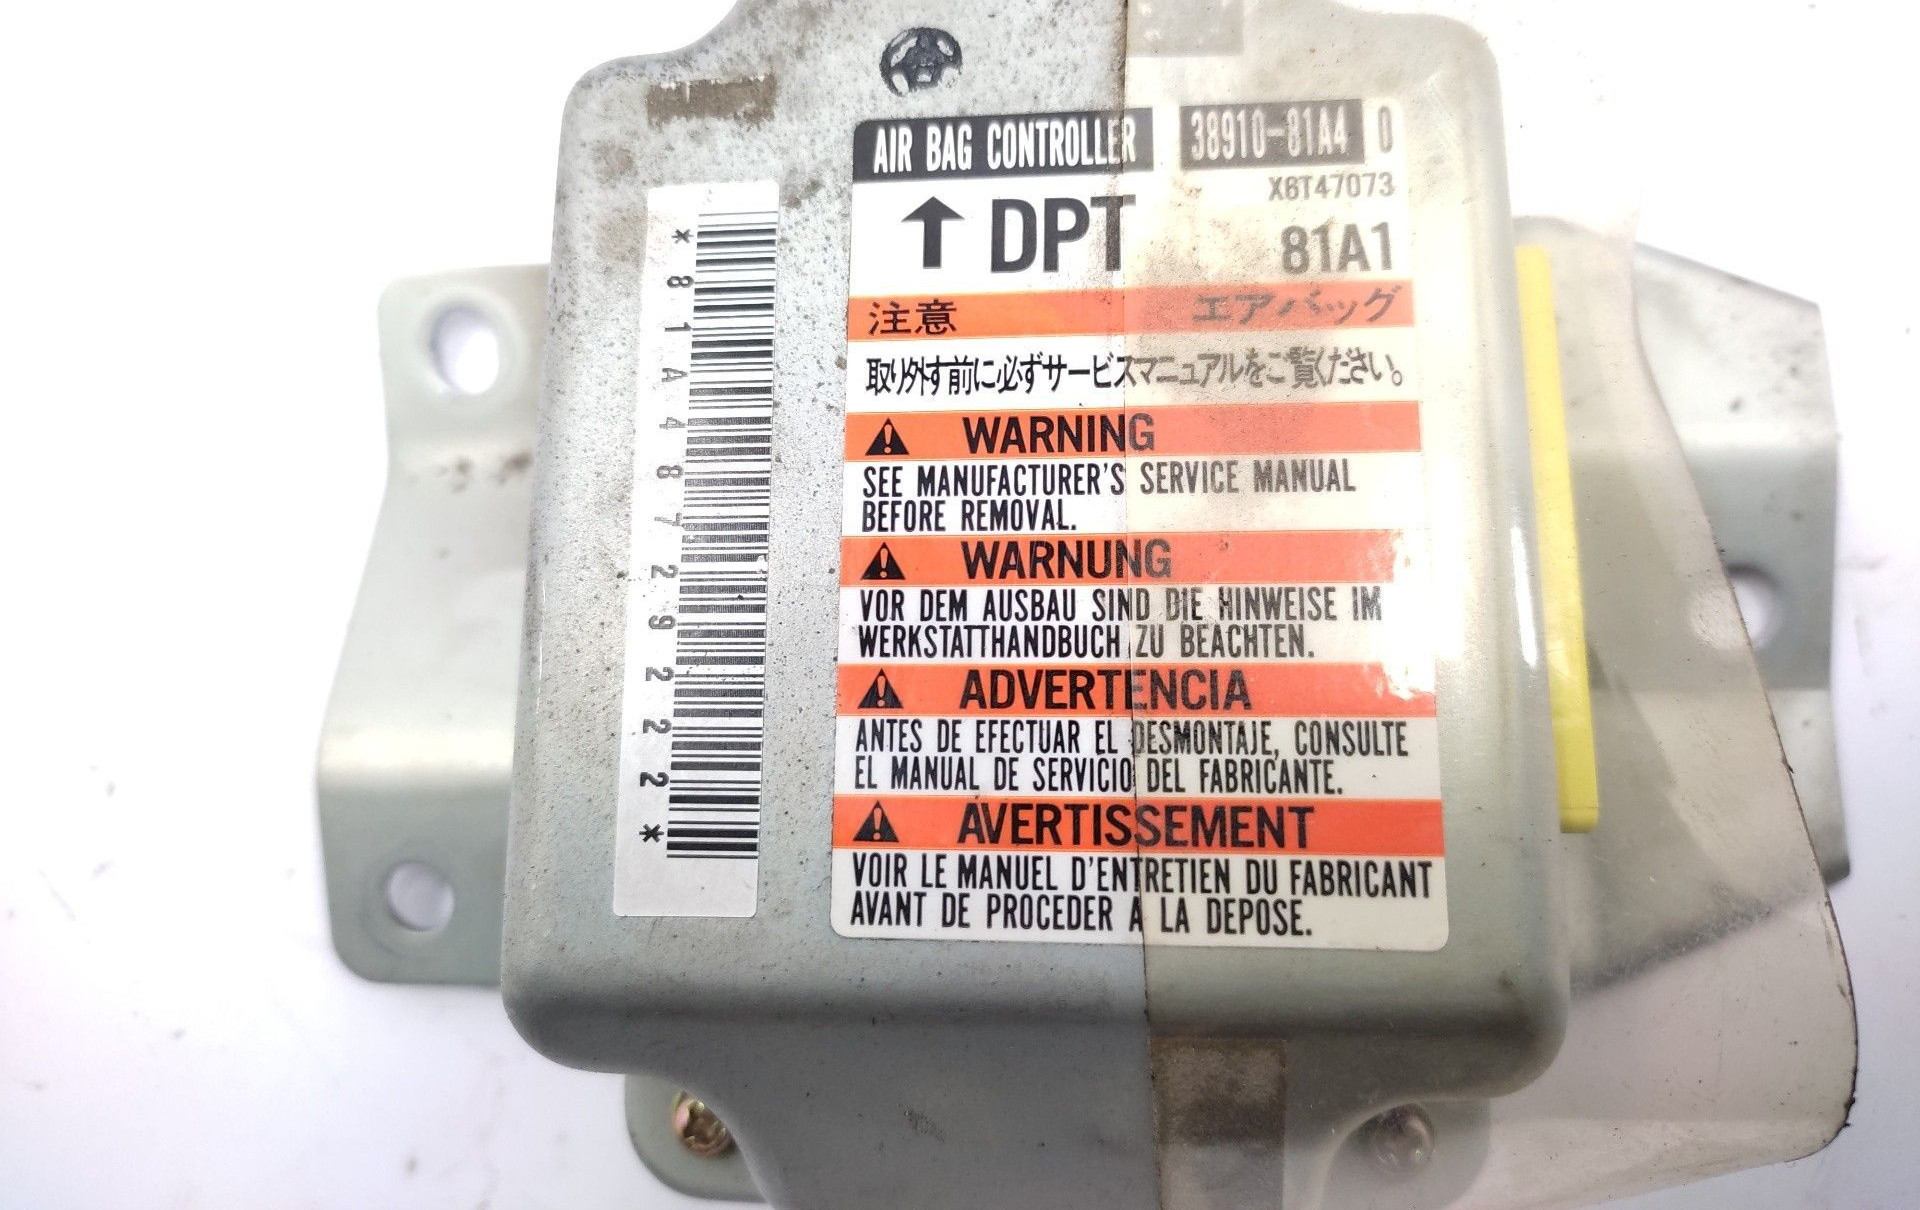 AIR BAG CONTROLLER 38910-81A4 0
X6T47073
↑ DPT 81A1
注意 エアバッグ
取り外す前に必ずサービスマニュアルをご覧ください。
WARNING
SEE MANUFACTURER'S SERVICE MANUAL
BEFORE REMOVAL.
WARNUNG
VOR DEM AUSBAU SIND DIE HINWEISE IM
WERKSTATTHANDBUCH ZU BEACHTEN.
ADVERTENCIA
ANTES DE EFECTUAR EL DESMONTAJE, CONSULTE
EL MANUAL DE SERVICIO DEL FABRICANTE.
AVERTISSEMENT
VOIR LE MANUEL D'ENTRETIEN DU FABRICANT
AVANT DE PROCEDER A LA DEPOSE.
*81A48729222*